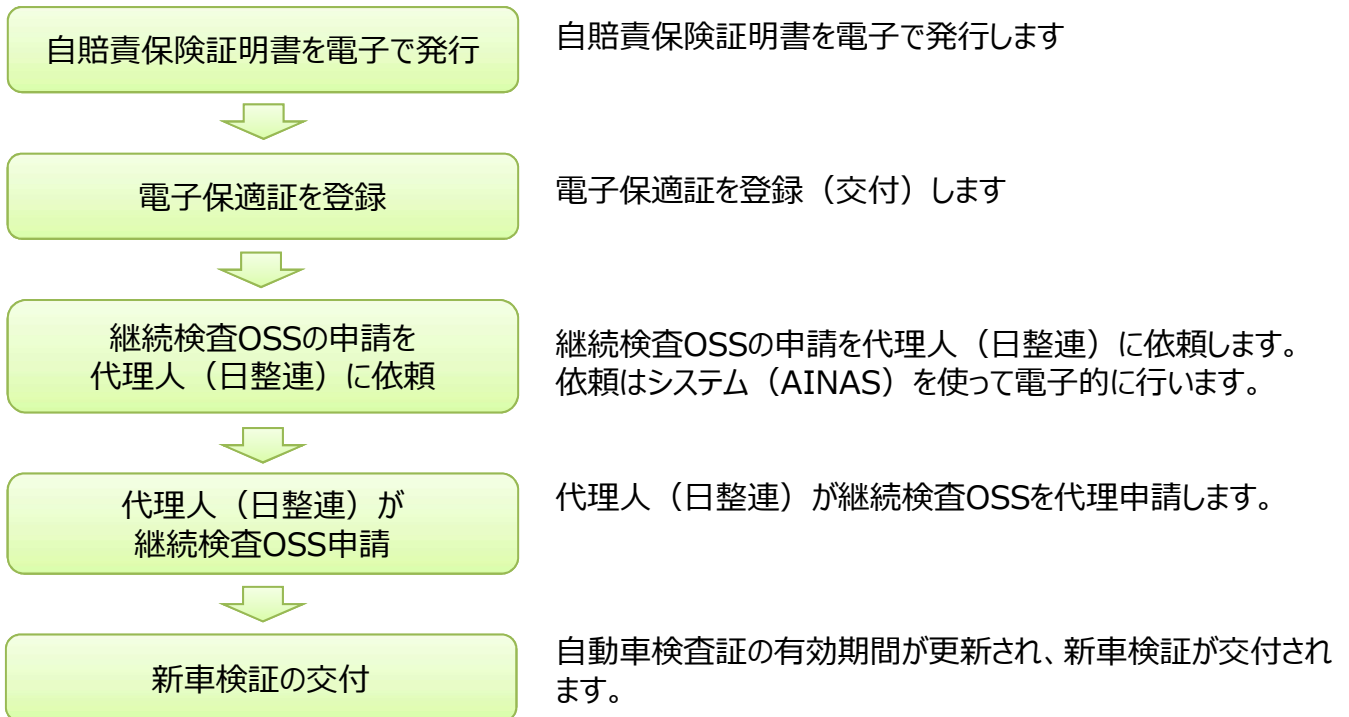 自賠責保険証明書を電子で発行
自賠責保険証明書を電子で発行します
電子保適証を登録
電子保適証を登録（交付）します
継続検査OSSの申請を
代理人（日整連）に依頼
継続検査OSSの申請を代理人（日整連）に依頼します。
依頼はシステム（AINAS）を使って電子的に行います。
代理人（日整連）が
継続検査OSS申請
代理人（日整連）が継続検査OSSを代理申請します。
新車検証の交付
自動車検査証の有効期間が更新され、新車検証が交付され
ます。